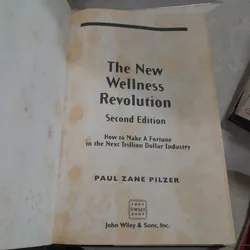 The New
Wellness
Revolution
Second Edition
How to Make A Fortune
in the Next Trillion Dollar Industry
PAUL ZANE PILZER
John Wiley & Sons, Inc.